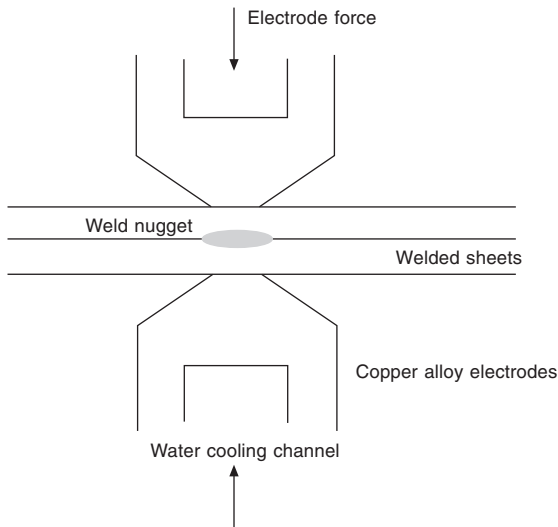 Electrode force
Weld nugget
Welded sheets
Copper alloy electrodes
Water cooling channel